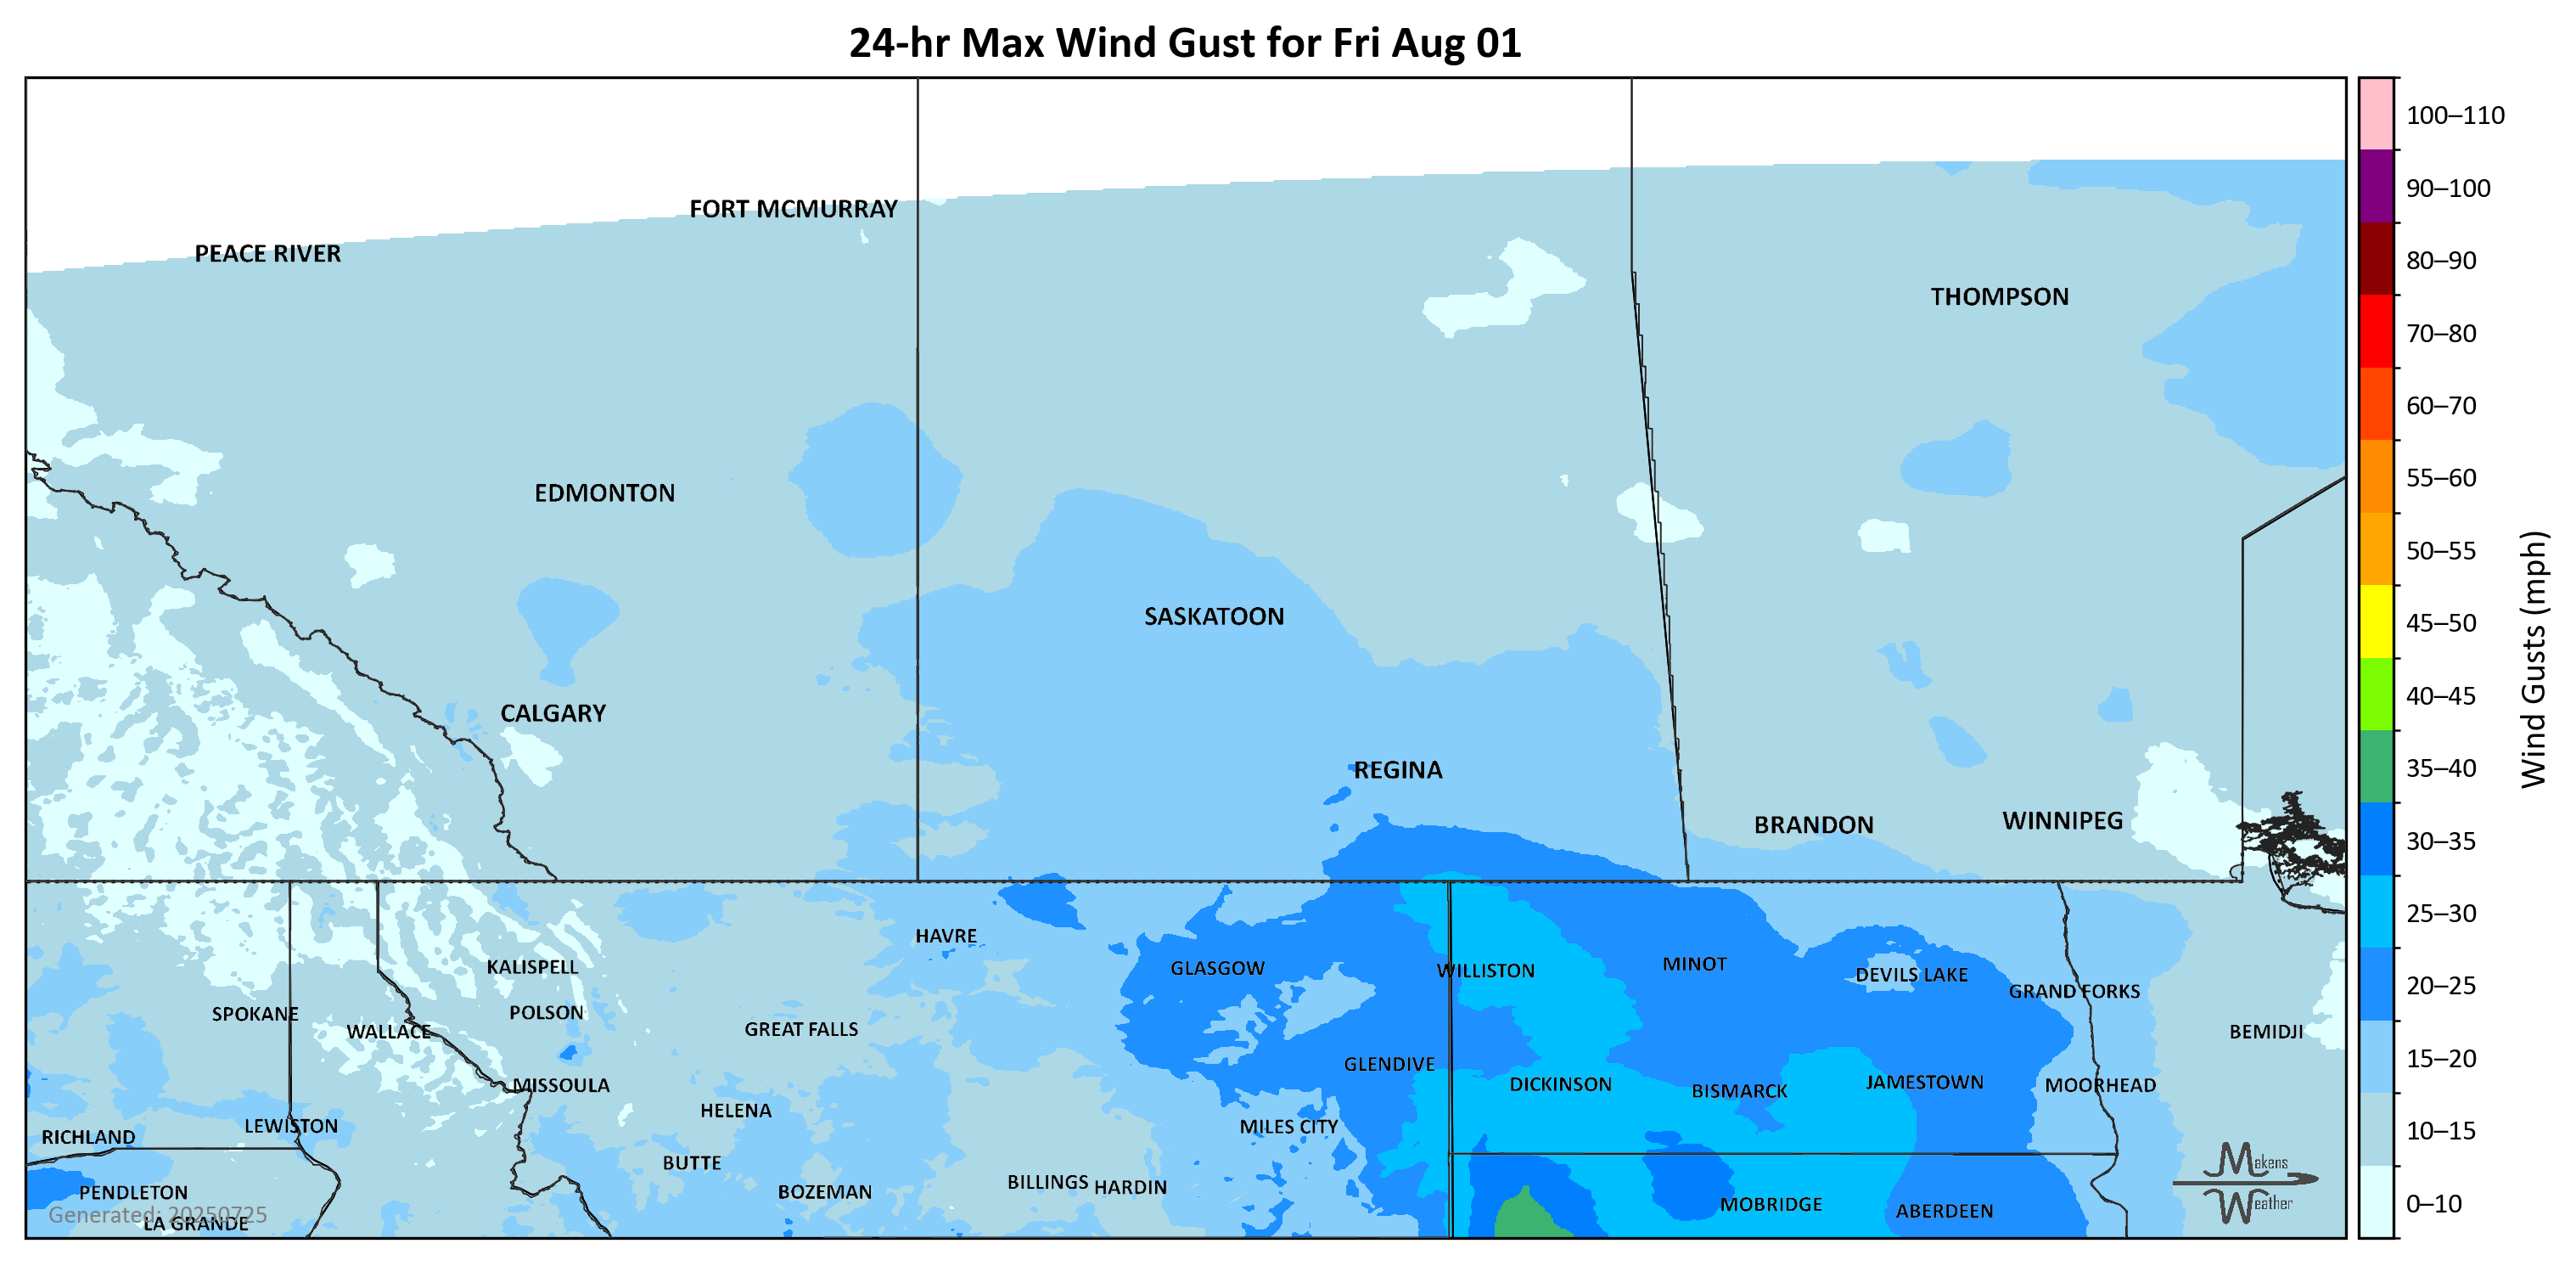 24-hr Max Wind Gust for Fri Aug 01
FORT MCMURRAY
PEACE RIVER
THOMPSON
EDMONTON
SASKATOON
CALGARY
REGINA
BRANDON
WINNIPEG
HAVRE
KALISPELL
GLASGOW
WILLISTON
MINOT
DEVILS LAKE
GRAND FORKS
SPOKANE
POLSON
WALLACE
GREAT FALLS
BEMIDJI
GLENDIVE
MISSOULA
DICKINSON
BISMARCK
JAMESTOWN
MOORHEAD
HELENA
LEWISTON
MILES CITY
RICHLAND
BUTTE
BILLINGS
HARDIN
PENDLETON
BOZEMAN
MOBRIDGE
ABERDEEN
Generated: 20250725
LA GRANDE
Makens
Weather
100–110
90–100
80–90
70–80
60–70
55–60
50–55
45–50
40–45
35–40
30–35
25–30
20–25
15–20
10–15
0–10
Wind Gusts (mph)